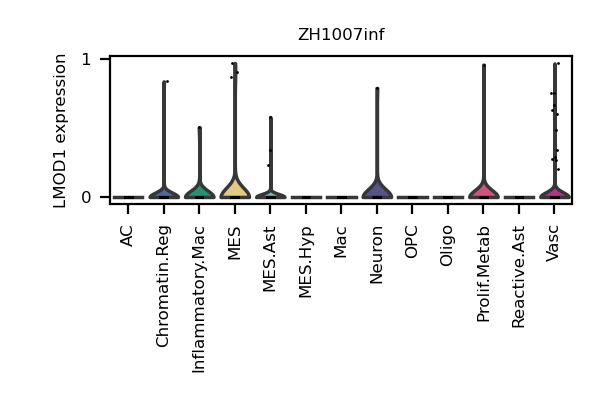 ZH1007inf
LMOD1 expression
1
0
AC
Chromatin.Reg
Inflammatory.Mac
MES
MES.Ast
MES.Hyp
Mac
Neuron
OPC
Oligo
Prolif.Metab
Reactive.Ast
Vasc